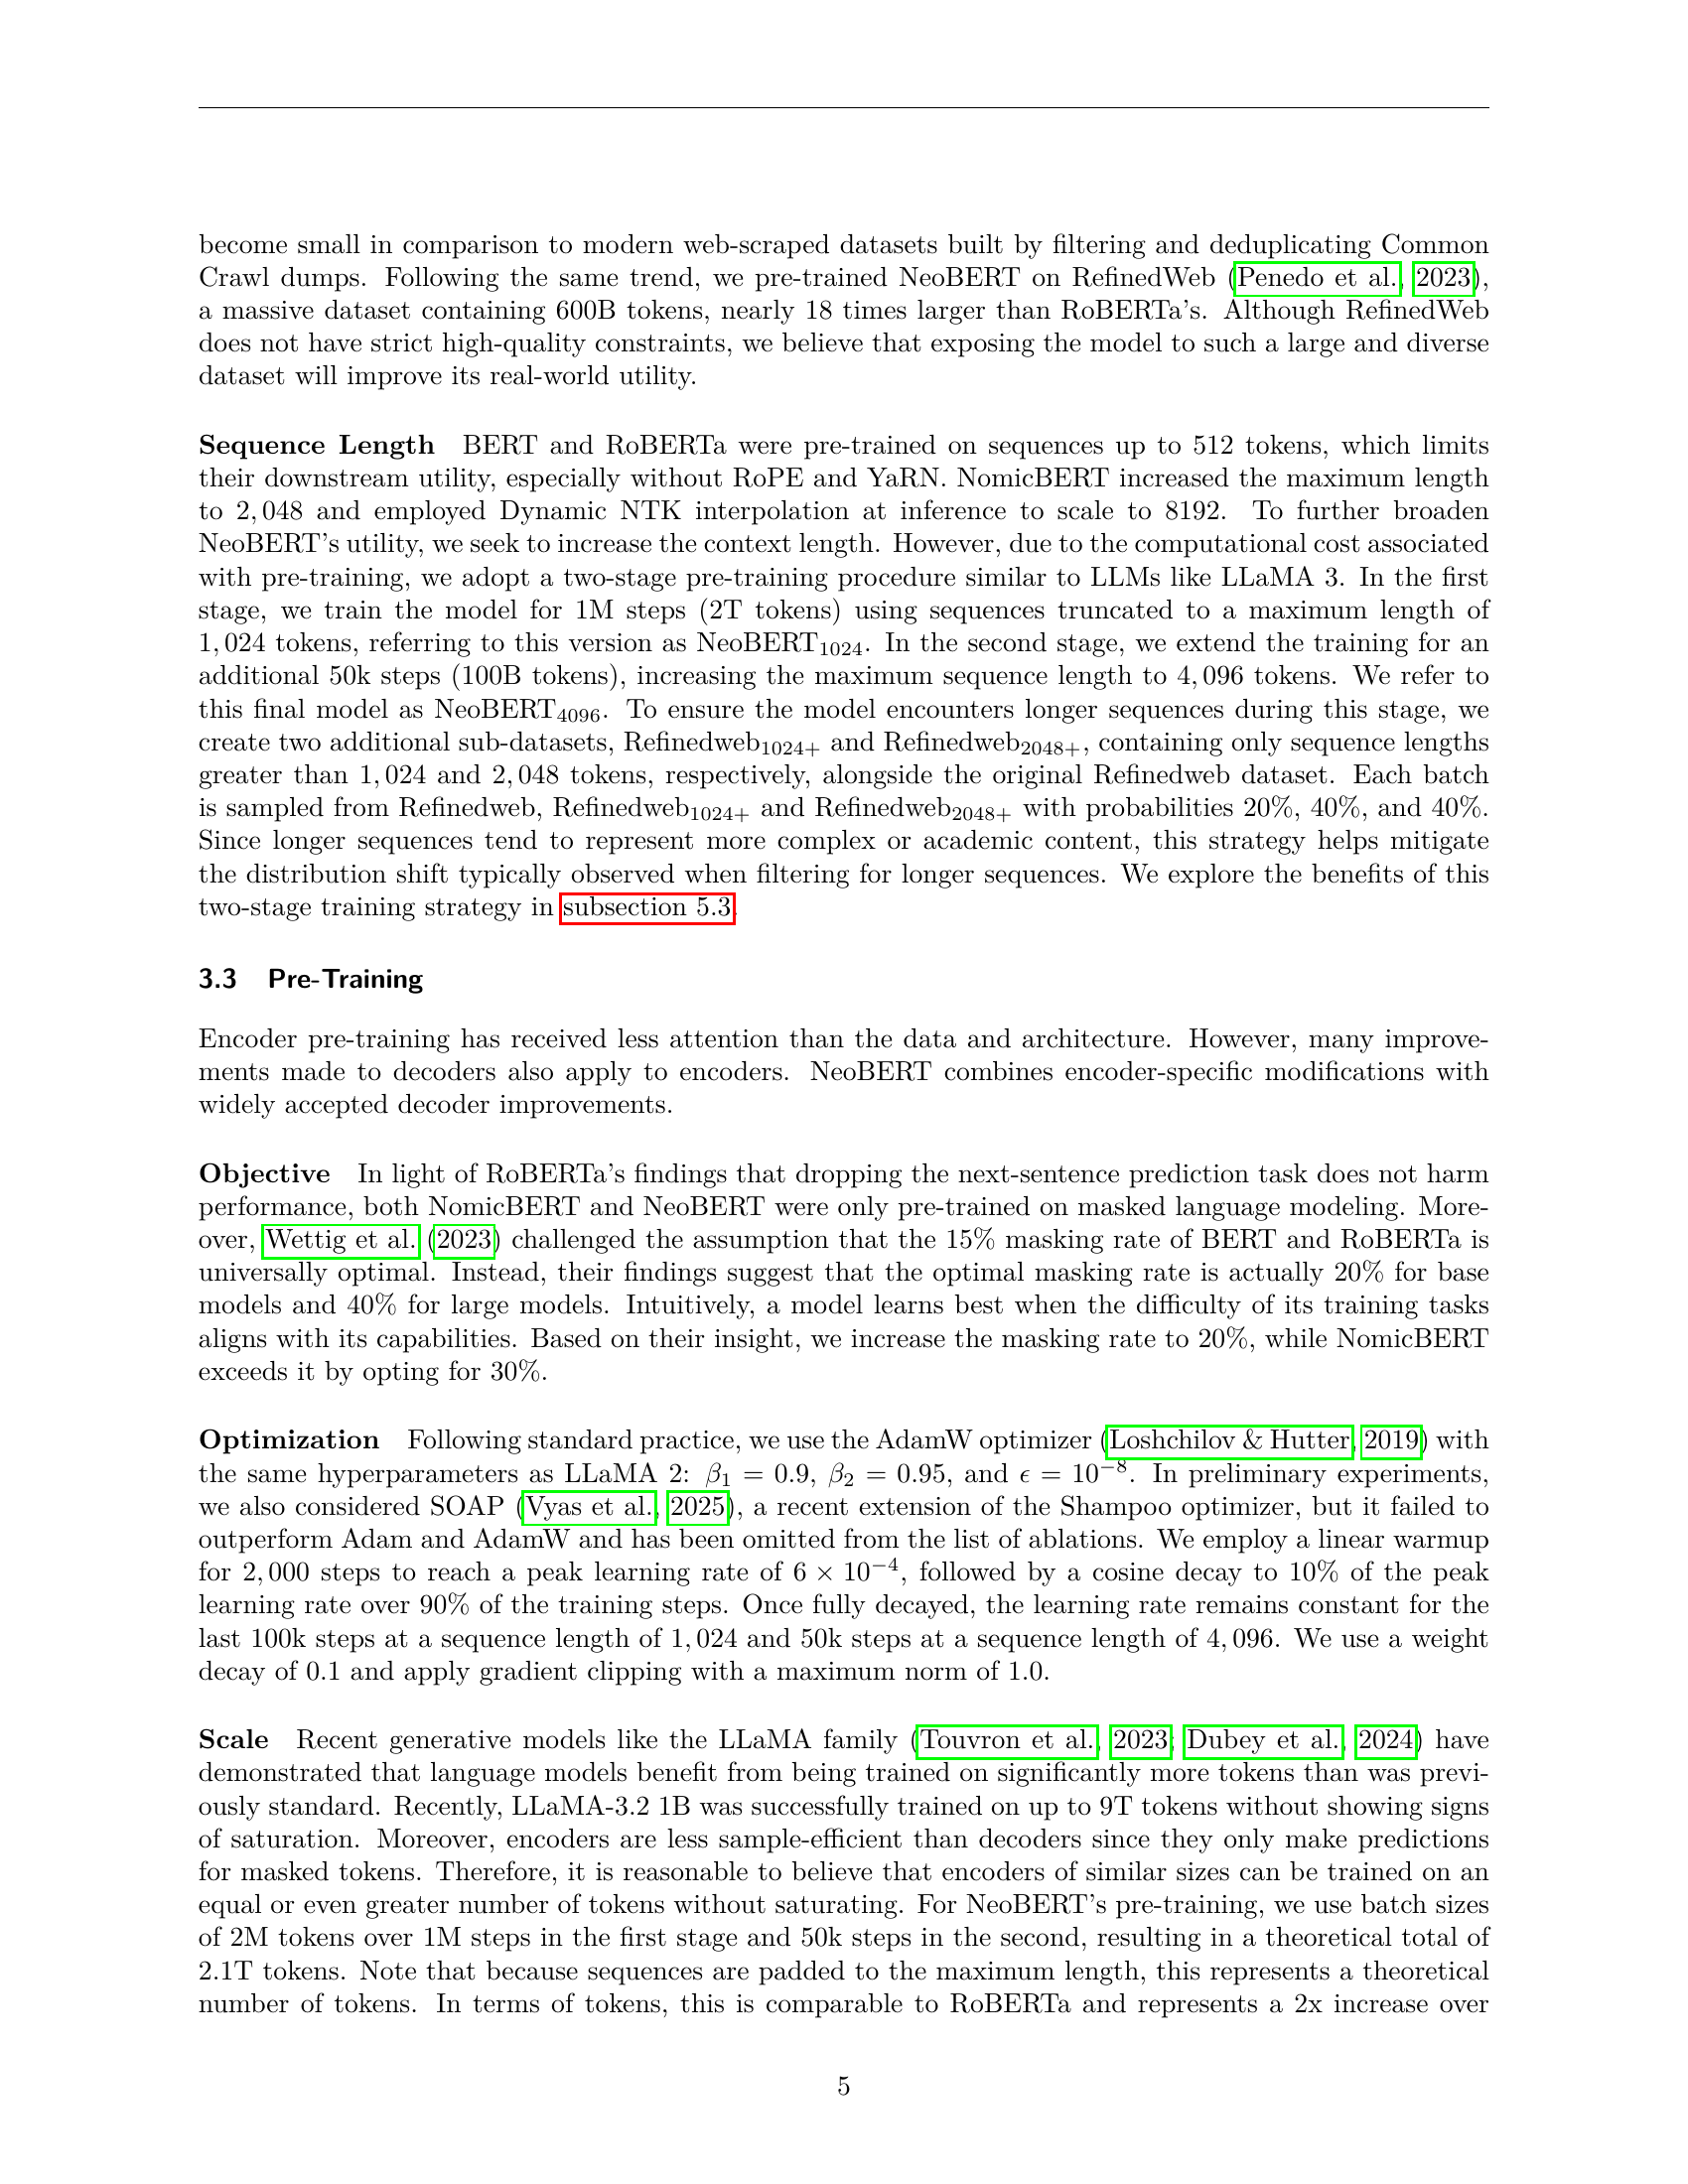 become small in comparison to modern web-scraped datasets built by filtering and deduplicating Common
Crawl dumps. Following the same trend, we pre-trained NeoBERT on RefinedWeb (Penedo et al., 2023),
a massive dataset containing 600B tokens, nearly 18 times larger than RoBERTa's. Although RefinedWeb
does not have strict high-quality constraints, we believe that exposing the model to such a large and diverse
dataset will improve its real-world utility.
Sequence Length BERT and RoBERTa were pre-trained on sequences up to 512 tokens, which limits
their downstream utility, especially without RoPE and YaRN. NomicBERT increased the maximum length
to 2,048 and employed Dynamic NTK interpolation at inference to scale to 8192. To further broaden
NeoBERT's utility, we seek to increase the context length. However, due to the computational cost associated
with pre-training, we adopt a two-stage pre-training procedure similar to LLMs like LLaMA 3. In the first
stage, we train the model for 1M steps (2T tokens) using sequences truncated to a maximum length of
1,024 tokens, referring to this version as NeoBERT₁₀₂₄. In the second stage, we extend the training for an
additional 50k steps (100B tokens), increasing the maximum sequence length to 4,096 tokens. We refer to
this final model as NeoBERT₄₀₉₆. To ensure the model encounters longer sequences during this stage, we
create two additional sub-datasets, Refinedweb₁₀₂₄₊ and Refinedweb₂₀₄₈₊, containing only sequence lengths
greater than 1,024 and 2,048 tokens, respectively, alongside the original Refinedweb dataset. Each batch
is sampled from Refinedweb, Refinedweb₁₀₂₄₊ and Refinedweb₂₀₄₈₊ with probabilities 20%, 40%, and 40%.
Since longer sequences tend to represent more complex or academic content, this strategy helps mitigate
the distribution shift typically observed when filtering for longer sequences. We explore the benefits of this
two-stage training strategy in subsection 5.3.
3.3 Pre-Training
Encoder pre-training has received less attention than the data and architecture. However, many improve-
ments made to decoders also apply to encoders. NeoBERT combines encoder-specific modifications with
widely accepted decoder improvements.
Objective In light of RoBERTa's findings that dropping the next-sentence prediction task does not harm
performance, both NomicBERT and NeoBERT were only pre-trained on masked language modeling. More-
over, Wettig et al. (2023) challenged the assumption that the 15% masking rate of BERT and RoBERTa is
universally optimal. Instead, their findings suggest that the optimal masking rate is actually 20% for base
models and 40% for large models. Intuitively, a model learns best when the difficulty of its training tasks
aligns with its capabilities. Based on their insight, we increase the masking rate to 20%, while NomicBERT
exceeds it by opting for 30%.
Optimization Following standard practice, we use the AdamW optimizer (Loshchilov & Hutter, 2019) with
the same hyperparameters as LLaMA 2: β₁ = 0.9, β₂ = 0.95, and ϵ = 10⁻⁸. In preliminary experiments,
we also considered SOAP (Vyas et al., 2025), a recent extension of the Shampoo optimizer, but it failed to
outperform Adam and AdamW and has been omitted from the list of ablations. We employ a linear warmup
for 2,000 steps to reach a peak learning rate of 6 × 10⁻⁴, followed by a cosine decay to 10% of the peak
learning rate over 90% of the training steps. Once fully decayed, the learning rate remains constant for the
last 100k steps at a sequence length of 1,024 and 50k steps at a sequence length of 4,096. We use a weight
decay of 0.1 and apply gradient clipping with a maximum norm of 1.0.
Scale Recent generative models like the LLaMA family (Touvron et al., 2023; Dubey et al., 2024) have
demonstrated that language models benefit from being trained on significantly more tokens than was previ-
ously standard. Recently, LLaMA-3.2 1B was successfully trained on up to 9T tokens without showing signs
of saturation. Moreover, encoders are less sample-efficient than decoders since they only make predictions
for masked tokens. Therefore, it is reasonable to believe that encoders of similar sizes can be trained on an
equal or even greater number of tokens without saturating. For NeoBERT's pre-training, we use batch sizes
of 2M tokens over 1M steps in the first stage and 50k steps in the second, resulting in a theoretical total of
2.1T tokens. Note that because sequences are padded to the maximum length, this represents a theoretical
number of tokens. In terms of tokens, this is comparable to RoBERTa and represents a 2x increase over
5